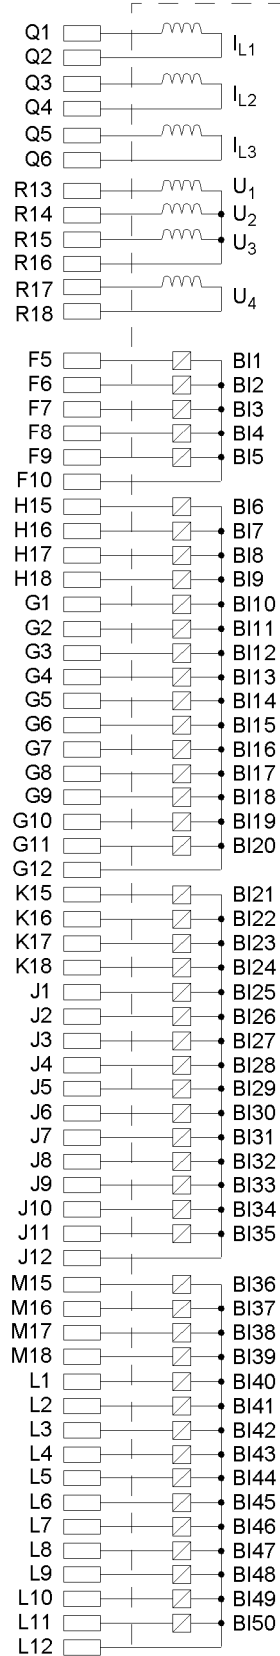 Q1 I_L1
Q2
Q3 I_L2
Q4
Q5 I_L3
Q6
R13 U_1
R14 U_2
R15 U_3
R16
R17 U_4
R18
F5 BI1
F6 BI2
F7 BI3
F8 BI4
F9 BI5
F10
H15 BI6
H16 BI7
H17 BI8
H18 BI9
G1 BI10
G2 BI11
G3 BI12
G4 BI13
G5 BI14
G6 BI15
G7 BI16
G8 BI17
G9 BI18
G10 BI19
G11 BI20
G12
K15 BI21
K16 BI22
K17 BI23
K18 BI24
J1 BI25
J2 BI26
J3 BI27
J4 BI28
J5 BI29
J6 BI30
J7 BI31
J8 BI32
J9 BI33
J10 BI34
J11 BI35
J12
M15 BI36
M16 BI37
M17 BI38
M18 BI39
L1 BI40
L2 BI41
L3 BI42
L4 BI43
L5 BI44
L6 BI45
L7 BI46
L8 BI47
L9 BI48
L10 BI49
L11 BI50
L12